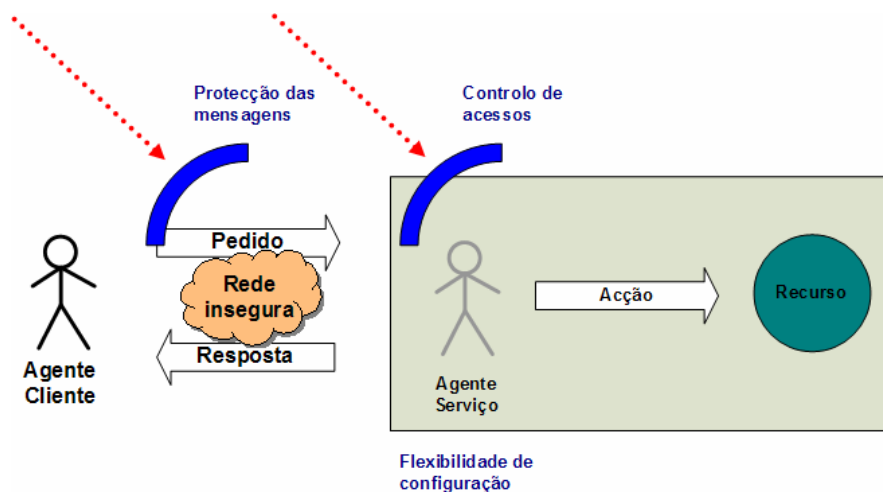 Protecção das
mensagens
Controlo de
acessos
Pedido
Rede
insegura
Resposta
Agente
Cliente
Acção
Recurso
Agente
Serviço
Flexibilidade de
configuração